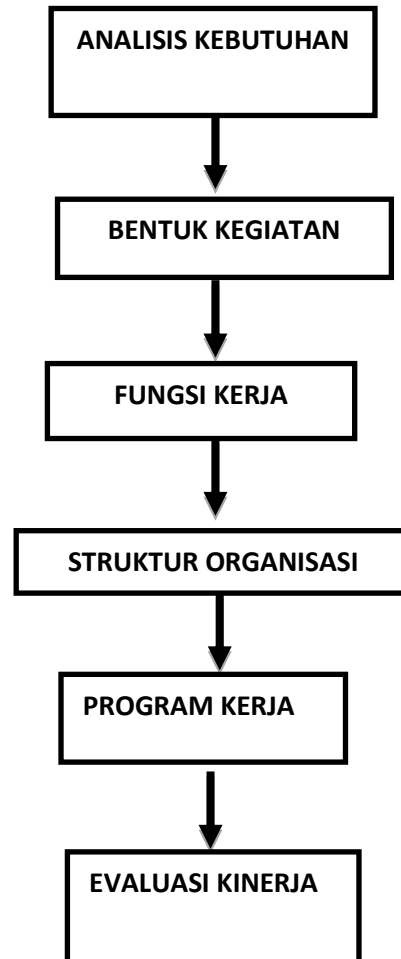 ANALISIS KEBUTUHAN
BENTUK KEGIATAN
FUNGSI KERJA
STRUKTUR ORGANISASI
PROGRAM KERJA
EVALUASI KINERJA